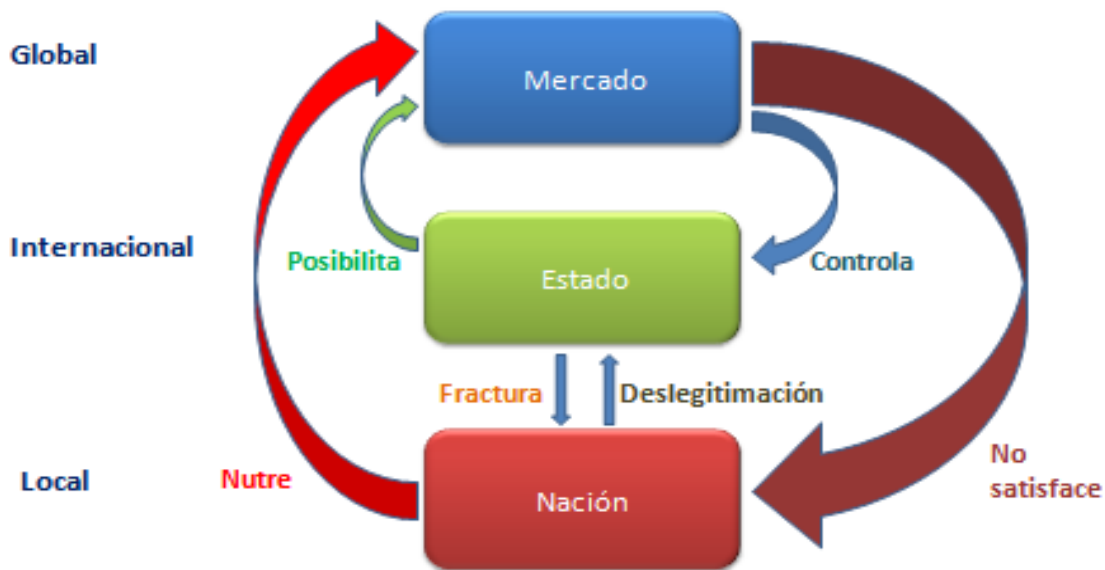 Global
Mercado
Internacional
Posibilita
Estado
Controla
Fractura
Deslegitimación
Local
Nutre
Nación
No
satisface